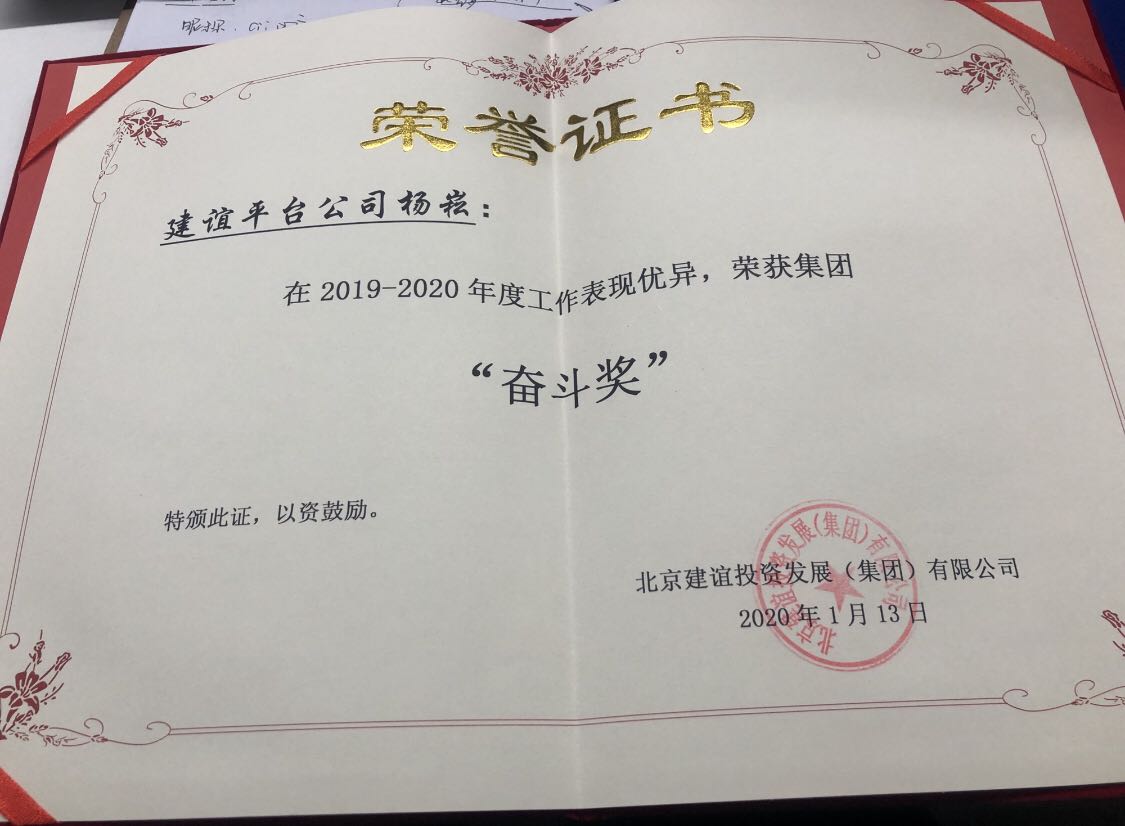 荣誉证书
建谊平台公司杨崧：
在 2019-2020 年度工作表现优异，荣获集团
“奋斗奖”
特颁此证，以资鼓励。
北京建谊投资发展（集团）有限公司
2020 年 1 月 13 日
北京建谊投资发展(集团)有限公司